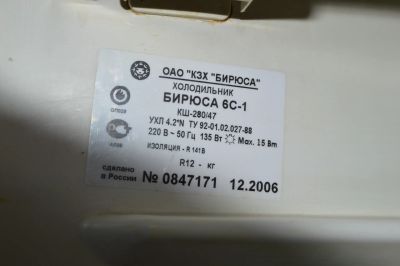 ОАО "КЗХ "БИРЮСА"
ХОЛОДИЛЬНИК
БИРЮСА 6С-1
КШ-280/47
УХЛ 4.2*N ТУ 92-01.02.027-88
220 В ~ 50 Гц 135 Вт Max. 15 Вт
ИЗОЛЯЦИЯ - R 141B
R12 - кг
сделано
в России
№ 0847171 12.2006